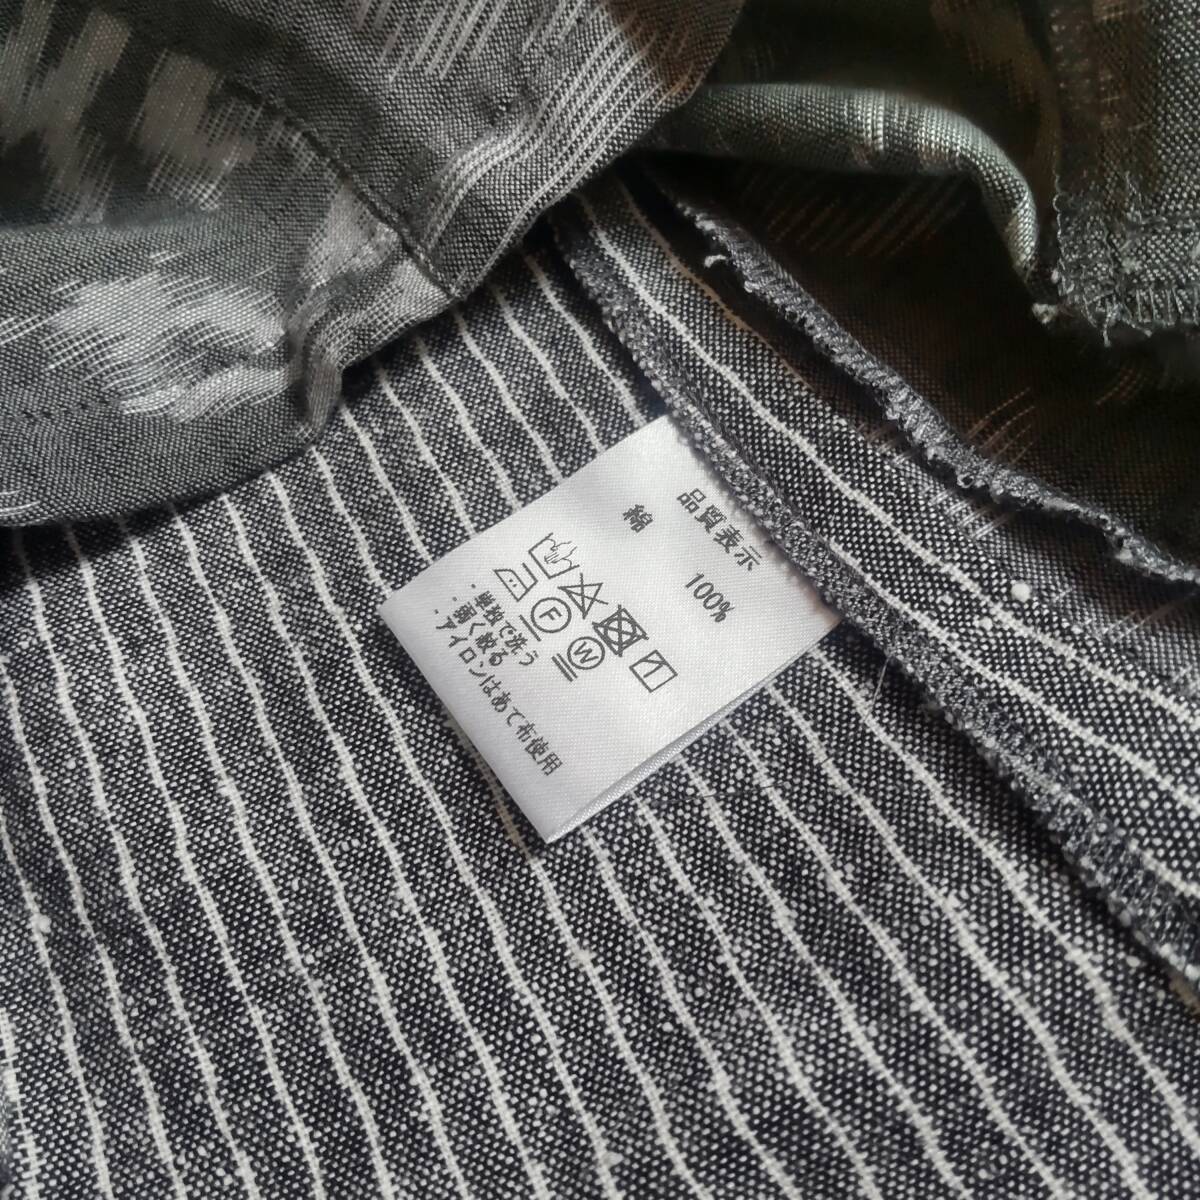 品質表示
綿 100%
F
W
・単独で洗う
・弱く絞る
・アイロンはあて布使用